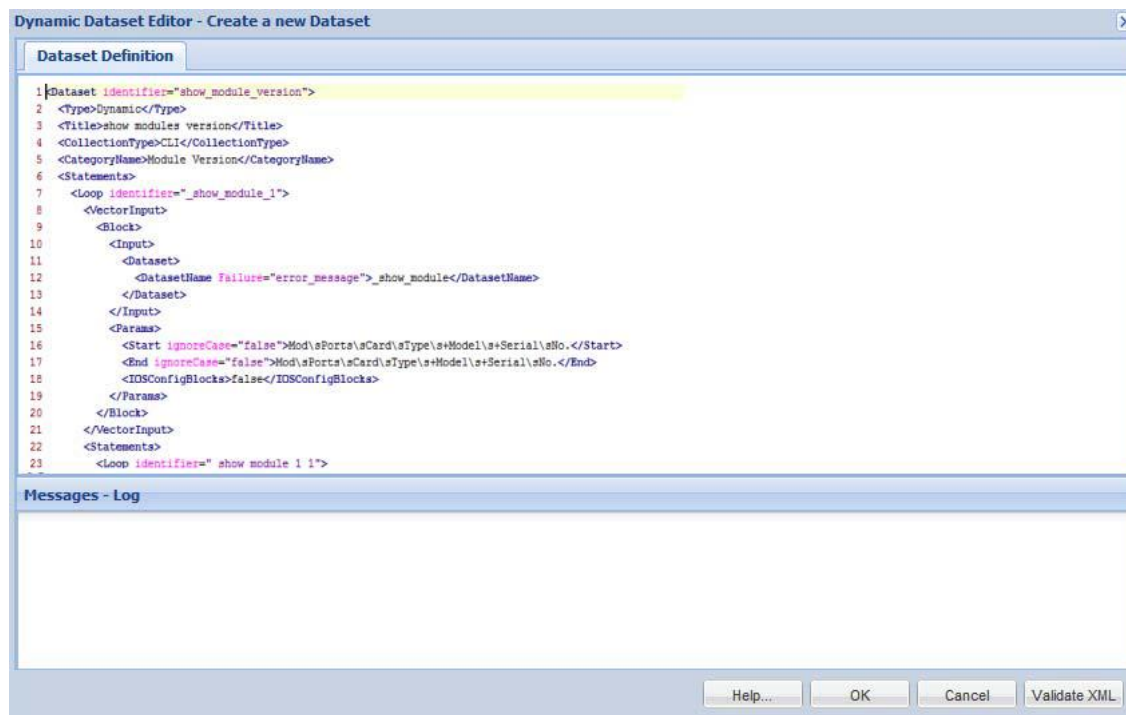 Dynamic Dataset Editor - Create a new Dataset
Dataset Definition
1 <Dataset identifier="show_module_version">
2 <Type>Dynamic</Type>
3 <Title>show modules version</Title>
4 <CollectionType>CLI</CollectionType>
5 <CategoryName>Module Version</CategoryName>
6 <Statements>
7 <Loop identifier="_show_module_1">
8 <VectorInput>
9 <Block>
10 <Input>
11 <Dataset>
12 <DatasetName Failure="error_message">_show_module</DatasetName>
13 </Dataset>
14 </Input>
15 <Params>
16 <Start ignoreCase="false">Mod\sPorts\sCard\sType\s+Model\s+Serial\sNo.</Start>
17 <End ignoreCase="false">Mod\sPorts\sCard\sType\s+Model\s+Serial\sNo.</End>
18 <IOSConfigBlocks>false</IOSConfigBlocks>
19 </Params>
20 </Block>
21 </VectorInput>
22 <Statements>
23 <Loop identifier="_show_module_1_1">
Messages - Log
Help... OK Cancel Validate XML